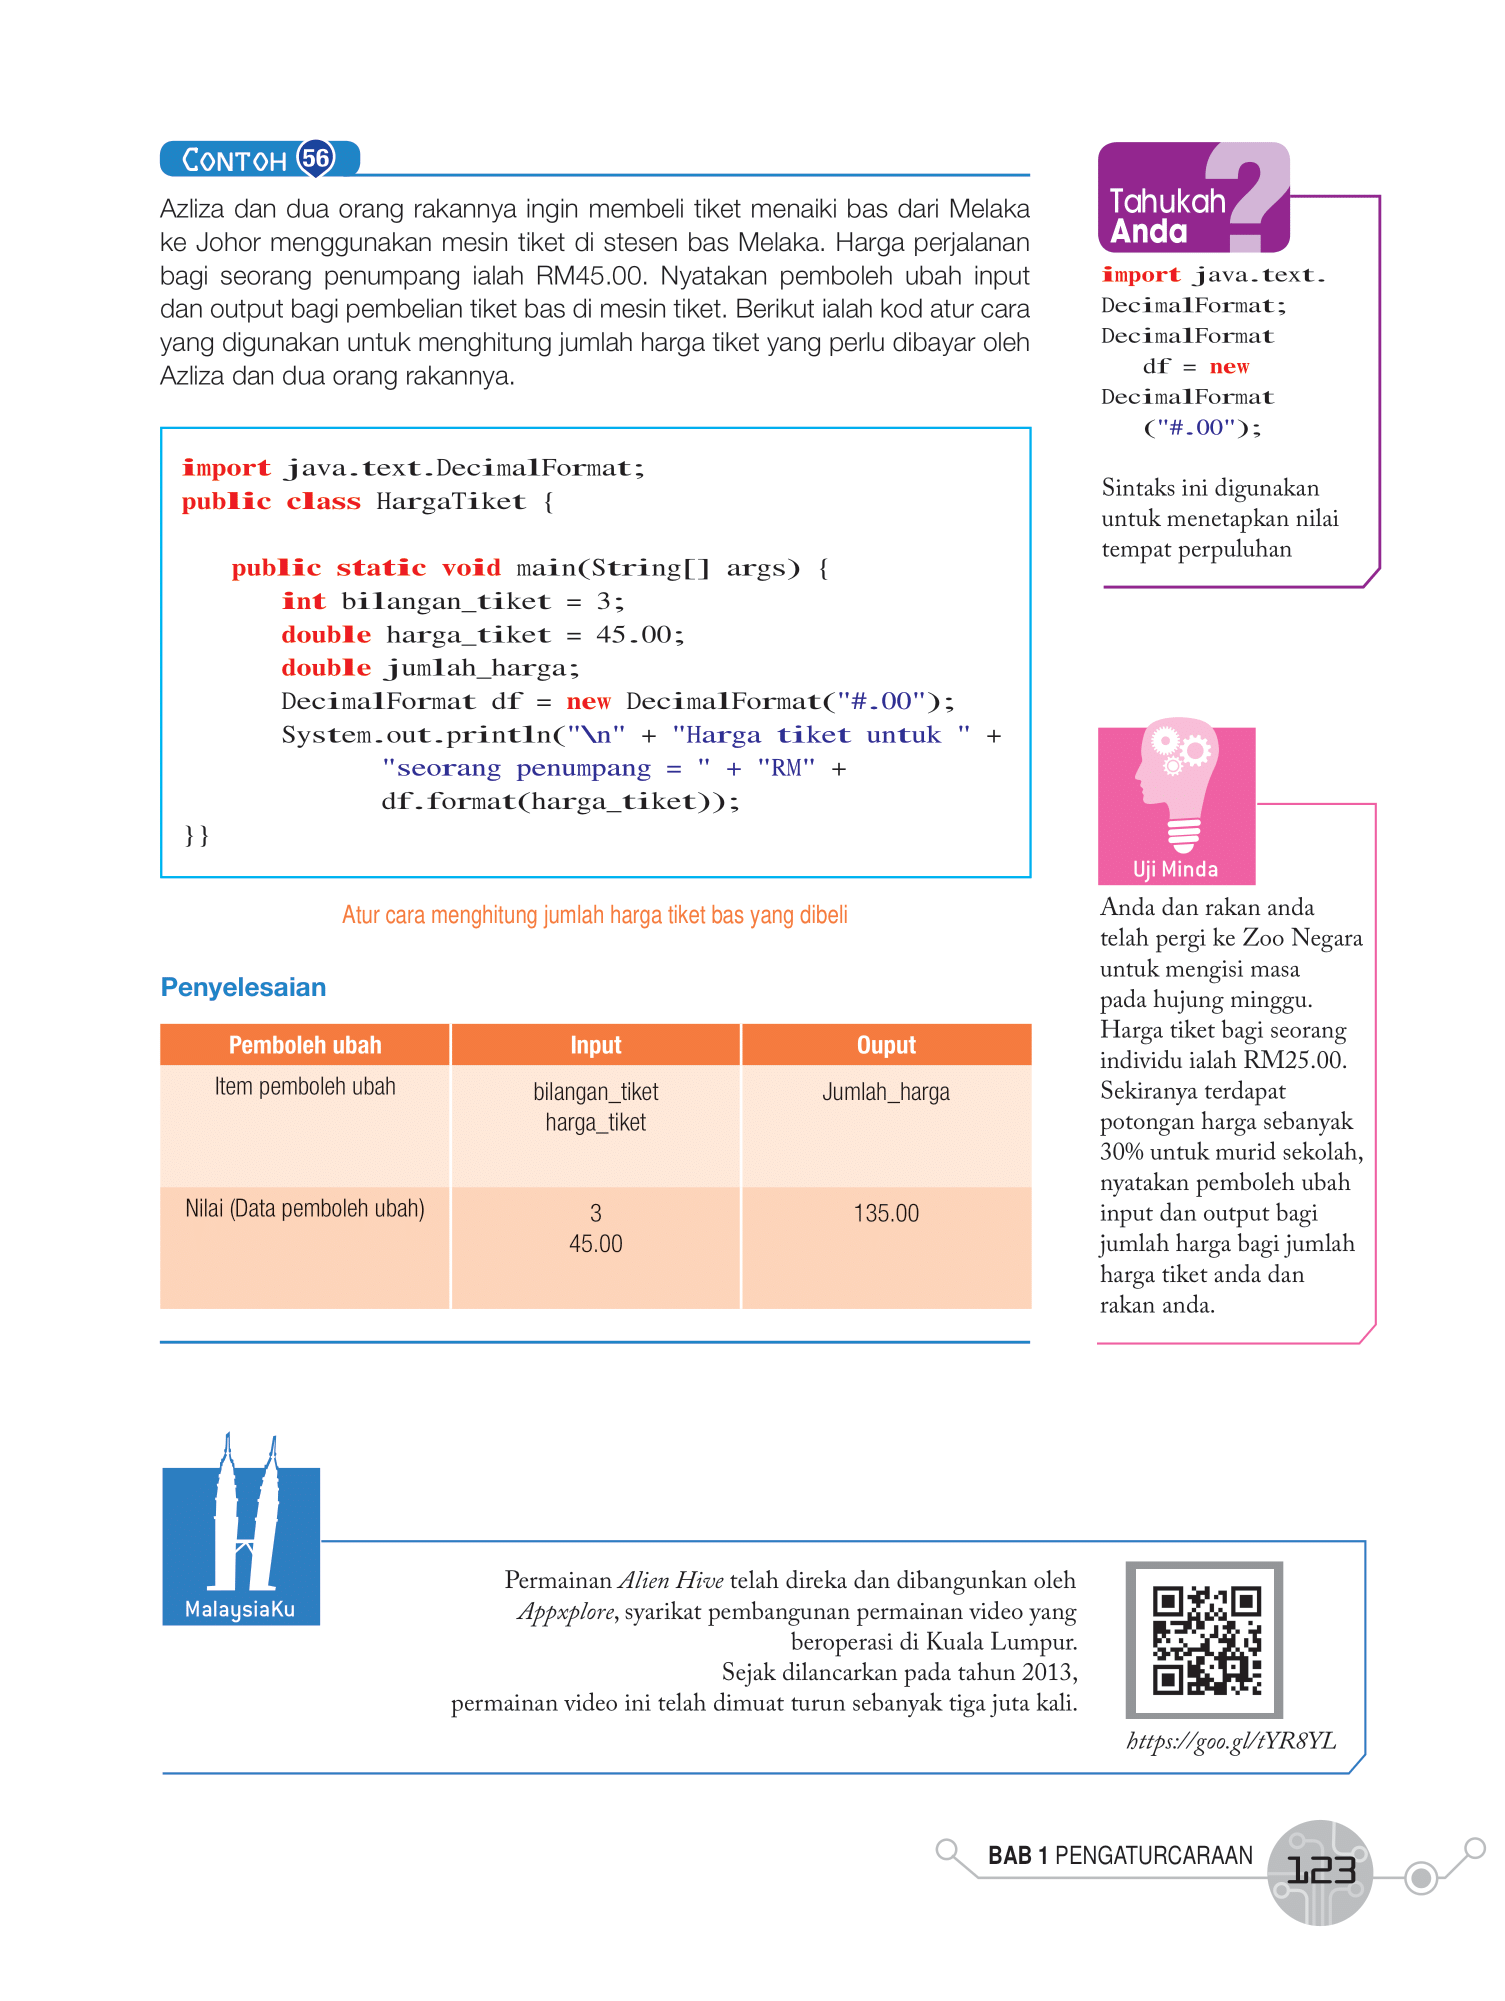 CONTOH 56
Azliza dan dua orang rakannya ingin membeli tiket menaiki bas dari Melaka
ke Johor menggunakan mesin tiket di stesen bas Melaka. Harga perjalanan
bagi seorang penumpang ialah RM45.00. Nyatakan pemboleh ubah input
dan output bagi pembelian tiket bas di mesin tiket. Berikut ialah kod atur cara
yang digunakan untuk menghitung jumlah harga tiket yang perlu dibayar oleh
Azliza dan dua orang rakannya.
import java.text.DecimalFormat;
public class HargaTiket {
public static void main(String[] args) {
int bilangan_tiket = 3;
double harga_tiket = 45.00;
double jumlah_harga;
DecimalFormat df = new DecimalFormat("#.00");
System.out.println("\n" + "Harga tiket untuk " +
"seorang penumpang = " + "RM" +
df.format(harga_tiket));
}}
Atur cara menghitung jumlah harga tiket bas yang dibeli
Penyelesaian
Pemboleh ubah Input Ouput
Item pemboleh ubah bilangan_tiket Jumlah_harga
harga_tiket
Nilai (Data pemboleh ubah) 3 135.00
45.00
Tahukah
Anda
?
import java.text.
DecimalFormat;
DecimalFormat
df = new
DecimalFormat
("#.00");
Sintaks ini digunakan
untuk menetapkan nilai
tempat perpuluhan
Uji Minda
Anda dan rakan anda
telah pergi ke Zoo Negara
untuk mengisi masa
pada hujung minggu.
Harga tiket bagi seorang
individu ialah RM25.00.
Sekiranya terdapat
potongan harga sebanyak
30% untuk murid sekolah,
nyatakan pemboleh ubah
input dan output bagi
jumlah harga bagi jumlah
harga tiket anda dan
rakan anda.
MalaysiaKu
Permainan Alien Hive telah direka dan dibangunkan oleh
Appxplore, syarikat pembangunan permainan video yang
beroperasi di Kuala Lumpur.
Sejak dilancarkan pada tahun 2013,
permainan video ini telah dimuat turun sebanyak tiga juta kali.
https://goo.gl/tYR8YL
BAB 1 PENGATURCARAAN 123